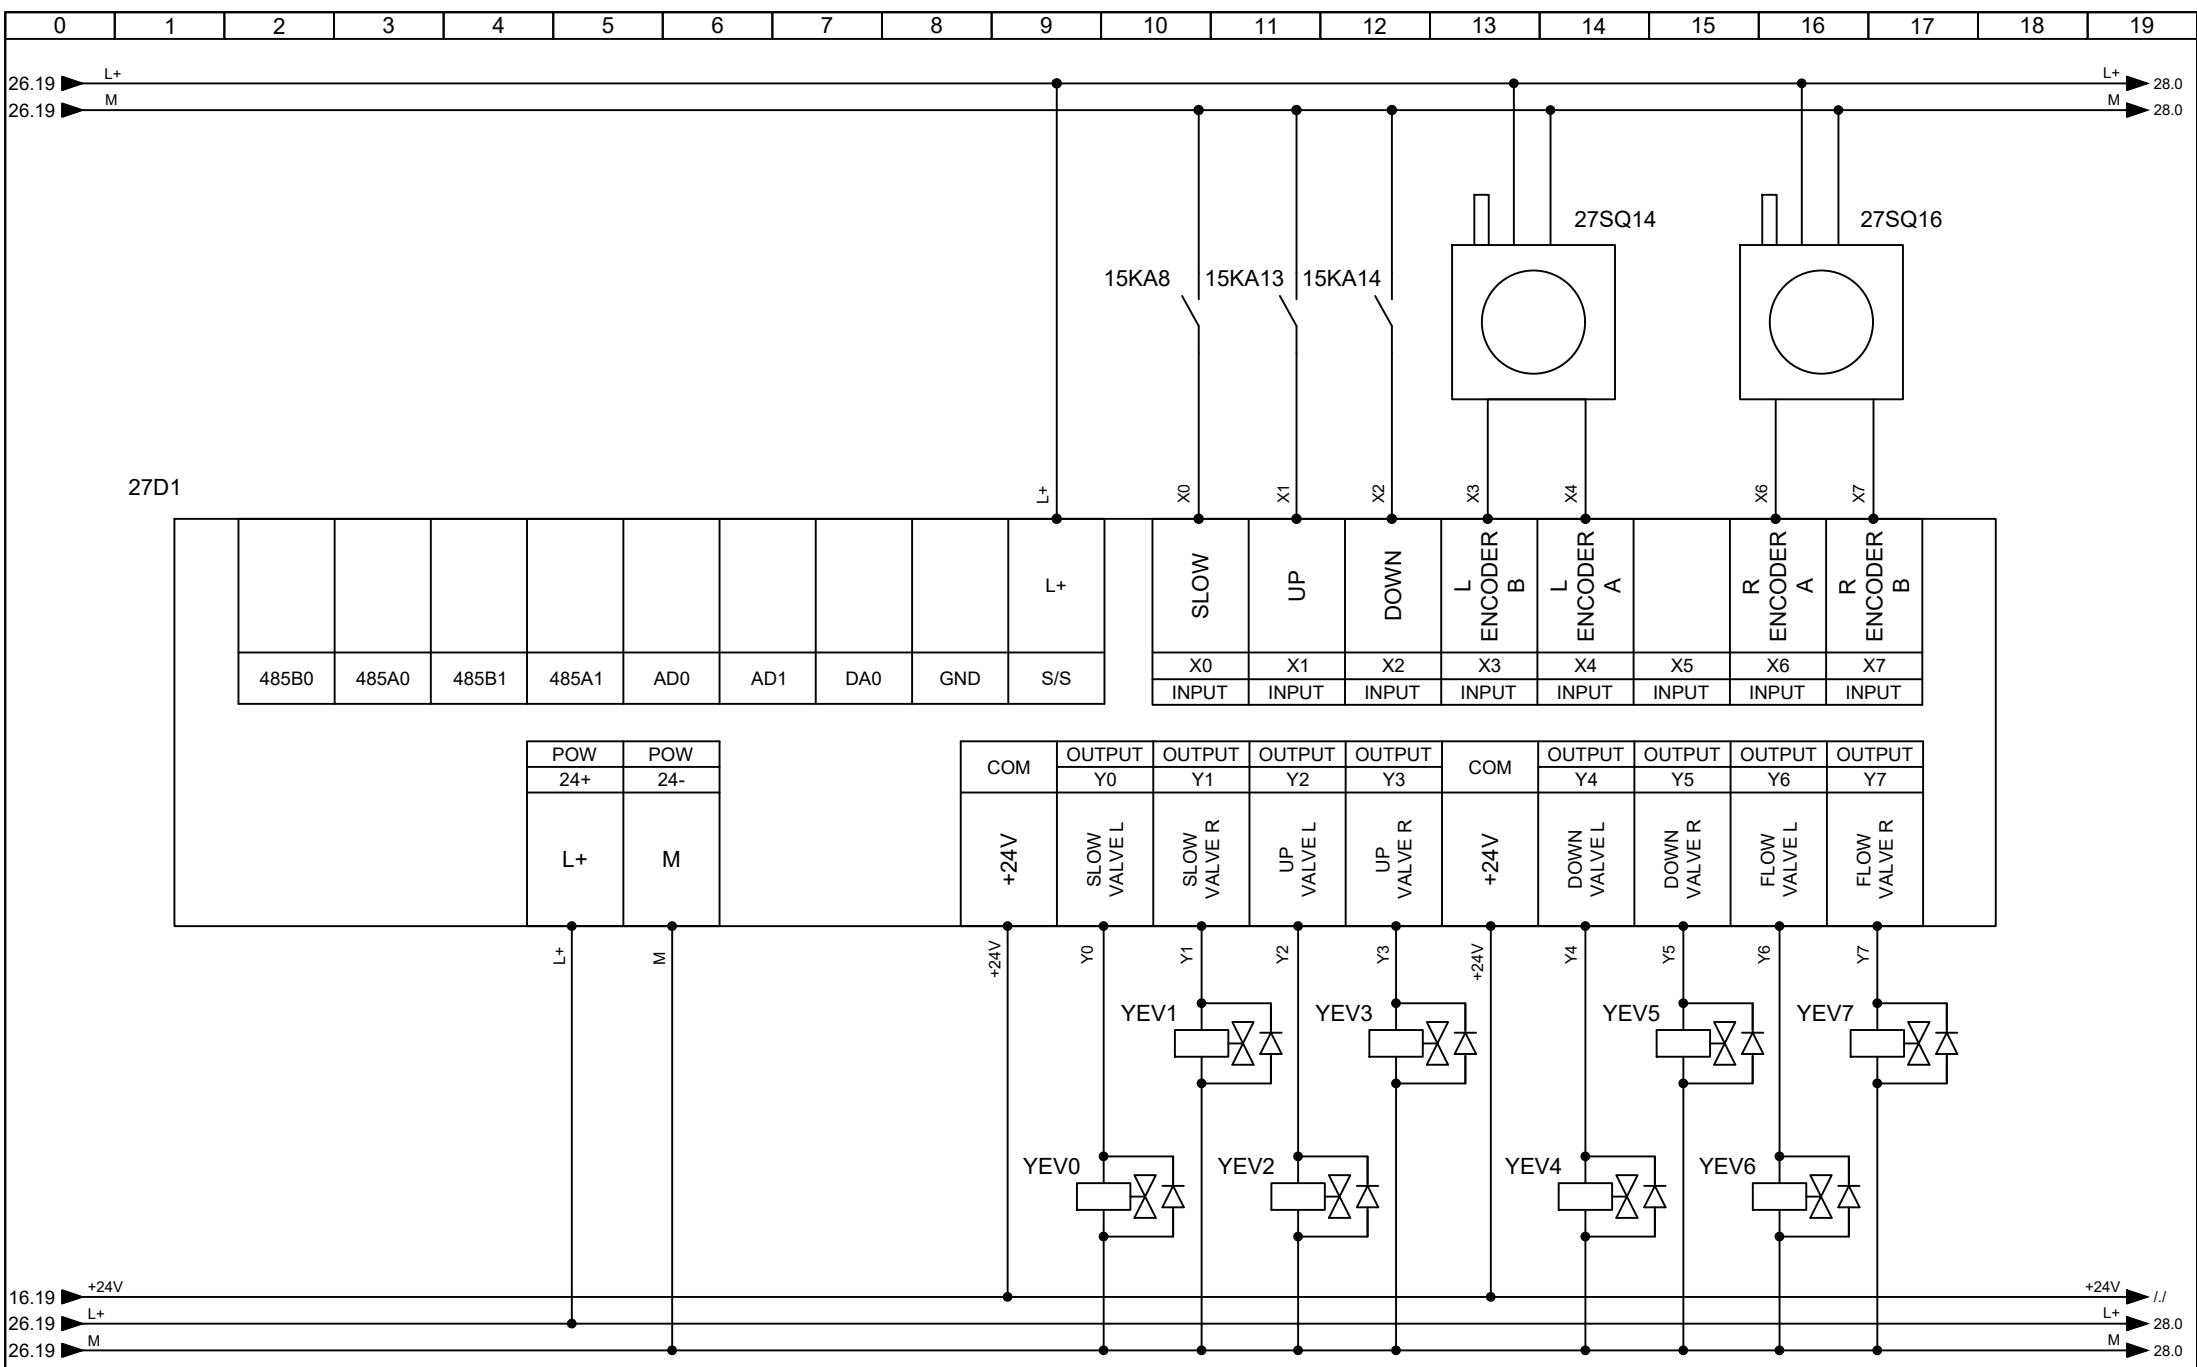 0 1 2 3 4 5 6 7 8 9 10 11 12 13 14 15 16 17 18 19
26.19 L+ L+ 28.0
26.19 M M 28.0
27SQ14 27SQ16
15KA8 15KA13 15KA14
27D1
L+ X0 X1 X2 X3 X4 X6 X7
L+
SLOW
UP
DOWN
L
ENCODER
B
L
ENCODER
A
R
ENCODER
A
R
ENCODER
B
485B0 485A0 485B1 485A1 AD0 AD1 DA0 GND S/S
X0 X1 X2 X3 X4 X5 X6 X7
INPUT INPUT INPUT INPUT INPUT INPUT INPUT INPUT
POW POW COM OUTPUT OUTPUT OUTPUT OUTPUT COM OUTPUT OUTPUT OUTPUT OUTPUT
24+ 24- Y0 Y1 Y2 Y3 Y4 Y5 Y6 Y7
L+
M
+24V
SLOW
VALVE L
SLOW
VALVE R
UP
VALVE L
UP
VALVE R
+24V
DOWN
VALVE L
DOWN
VALVE R
FLOW
VALVE L
FLOW
VALVE R
L+ M +24V Y0 Y1 Y2 Y3 +24V Y4 Y5 Y6 Y7
YEV1 YEV3 YEV5 YEV7
YEV0 YEV2 YEV4 YEV6
16.19 +24V +24V /./
26.19 L+ L+ 28.0
26.19 M M 28.0